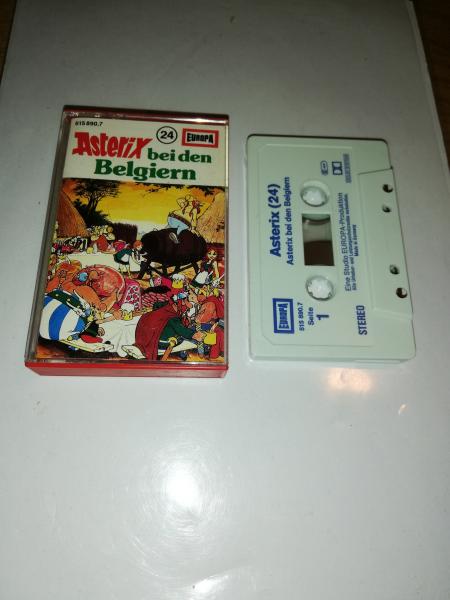 515 890.7
24
EUROPA
Asterix bei den
Belgiern
Asterix (24)
Asterix bei den Belgiern
EUROPA
515 890.7
Seite
1
Eine Studio EUROPA-Produktion
STEREO